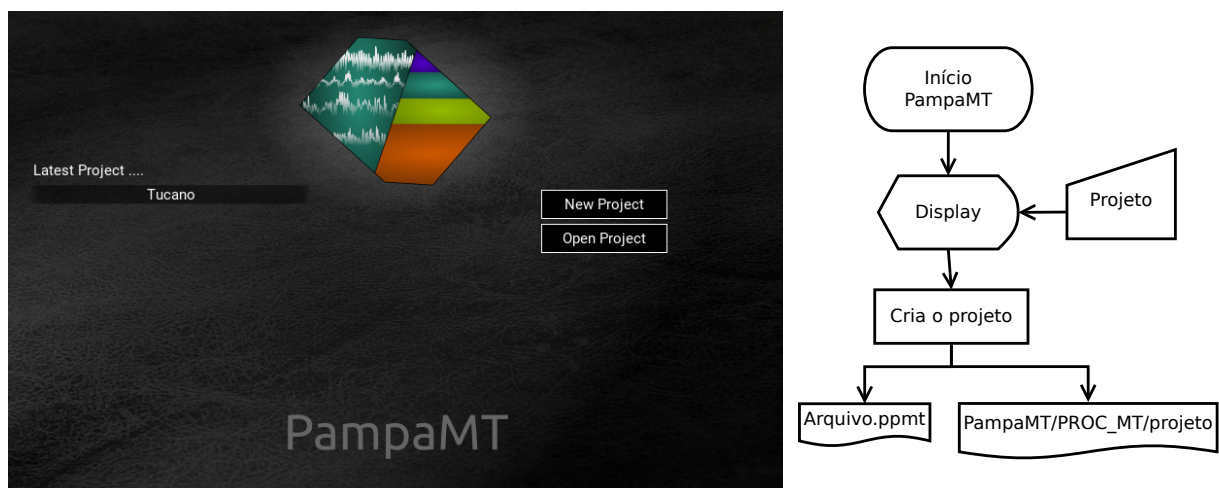 Latest Project ....
Tucano
New Project
Open Project
PampaMT
Início
PampaMT
Display
Projeto
Cria o projeto
Arquivo.ppmt
PampaMT/PROC_MT/projeto